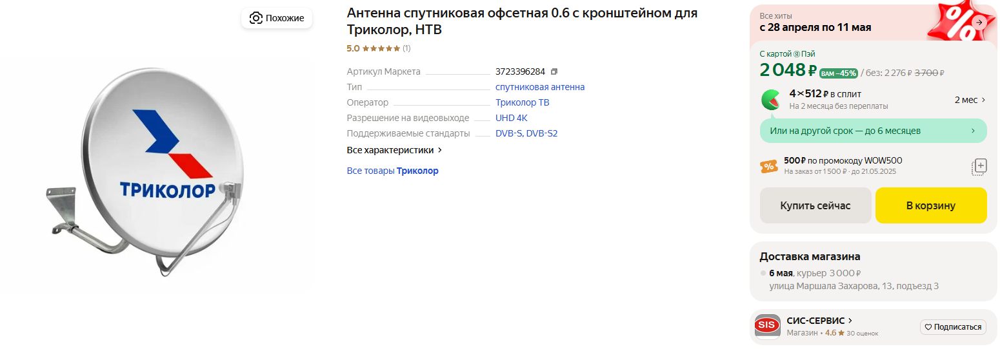 Похожие
ТРИКОЛОР
Антенна спутниковая офсетная 0.6 с кронштейном для
Триколор, НТВ
5.0 ★★★★★ (1)
Артикул Маркета 3723396284
Тип спутниковая антенна
Оператор Триколор ТВ
Разрешение на видеовыходе UHD 4K
Поддерживаемые стандарты DVB-S, DVB-S2
Все характеристики >
Все товары Триколор
Все хиты
с 28 апреля по 11 мая
%
С картой Я Пэй
2 048 ₽ ВАМ –45% / без: 2 276 ₽ 3 700 ₽
4×512 ₽ в сплит
На 2 месяца без переплаты
2 мес >
Или на другой срок — до 6 месяцев >
% 500₽ по промокоду WOW500
На заказ от 1 500 ₽ · до 21.05.2025
Купить сейчас
В корзину
Доставка магазина
6 мая, курьер 3 000 ₽
улица Маршала Захарова, 13, подъезд 3
SIS
СИС-СЕРВИС >
Магазин • 4.6 ★ 30 оценок
Подписаться